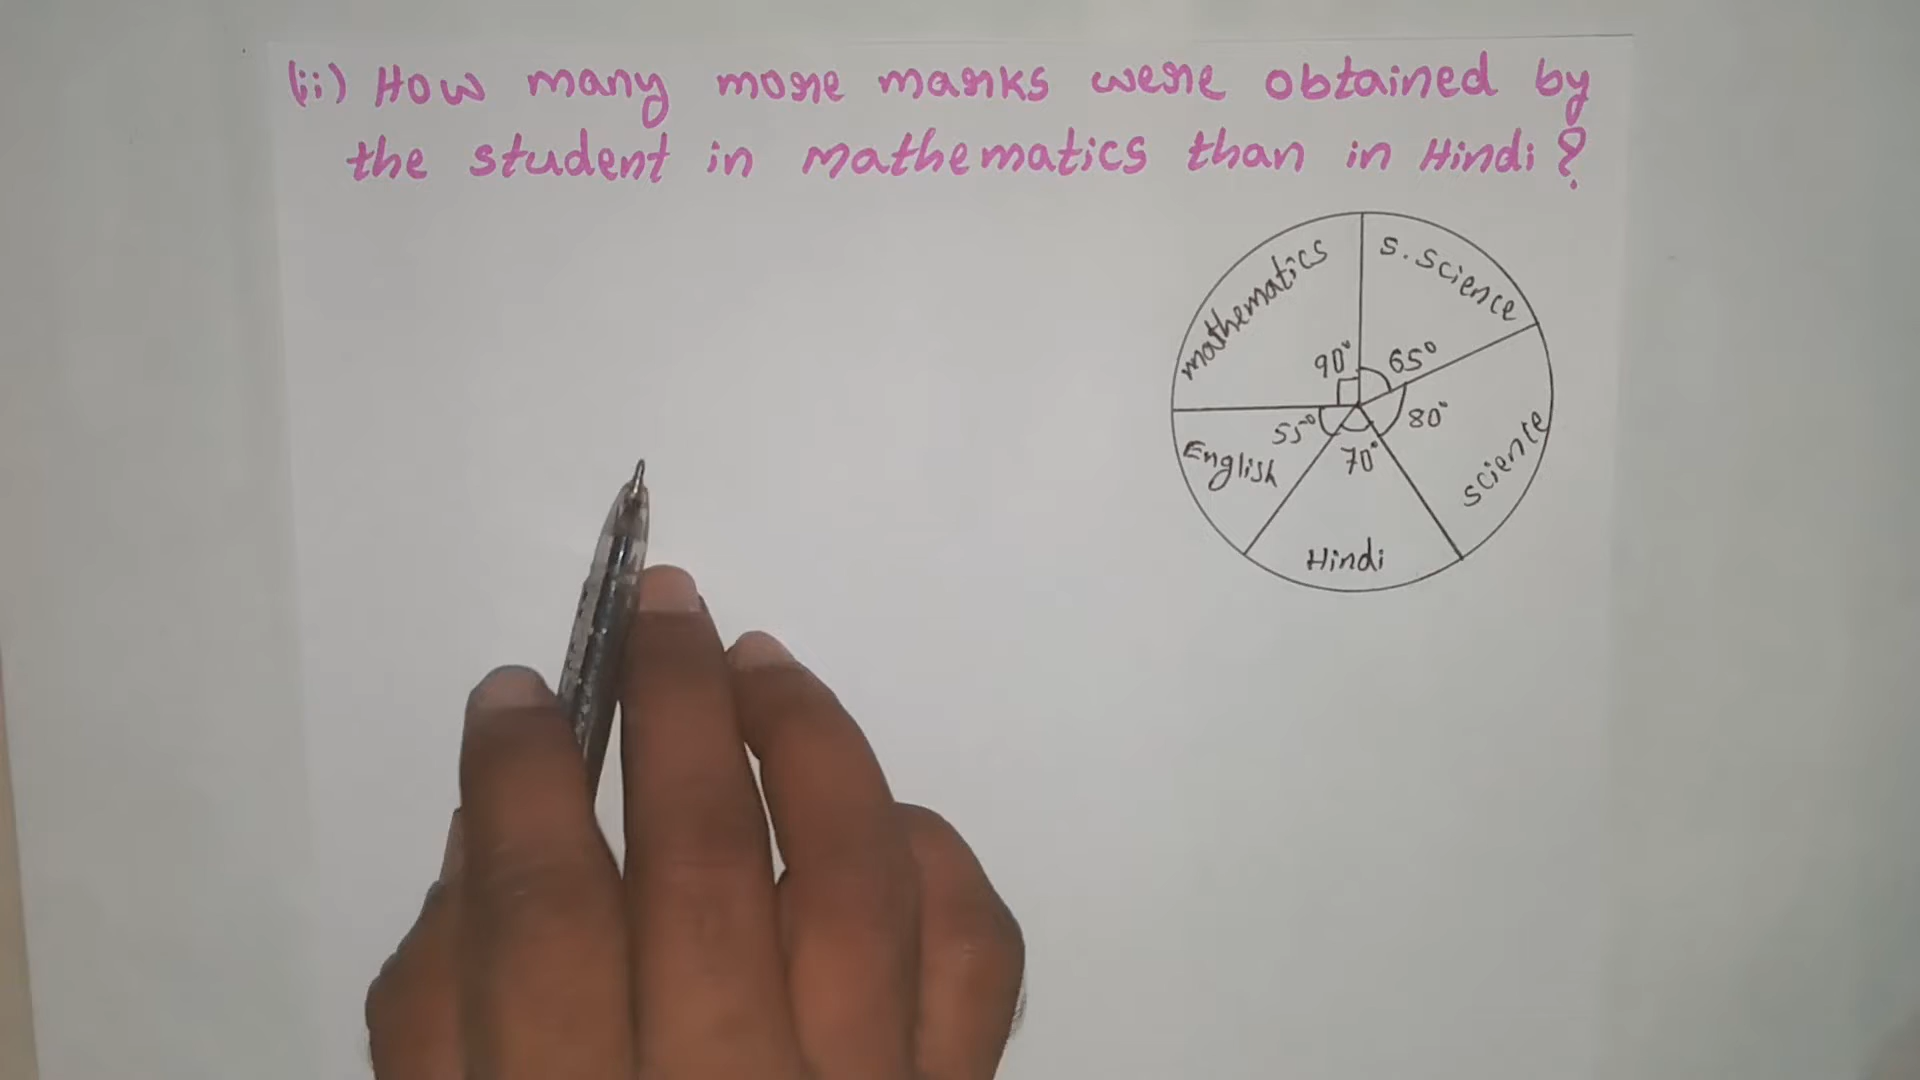 (ii) How many more marks were obtained by
the student in mathematics than in Hindi ?
mathematics
S. Science
90°
65°
80°
55°
70°
English
science
Hindi